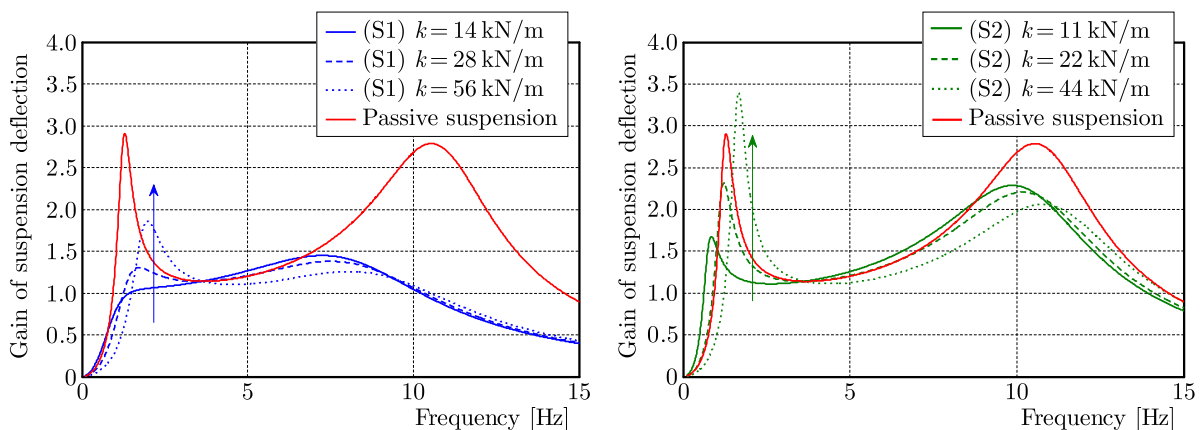 Gain of suspension deflection
4.0
3.5
3.0
2.5
2.0
1.5
1.0
0.5
0
0
5
10
15
Frequency [Hz]
(S1) k = 14 kN/m
(S1) k = 28 kN/m
(S1) k = 56 kN/m
Passive suspension
Gain of suspension deflection
4.0
3.5
3.0
2.5
2.0
1.5
1.0
0.5
0
0
5
10
15
Frequency [Hz]
(S2) k = 11 kN/m
(S2) k = 22 kN/m
(S2) k = 44 kN/m
Passive suspension